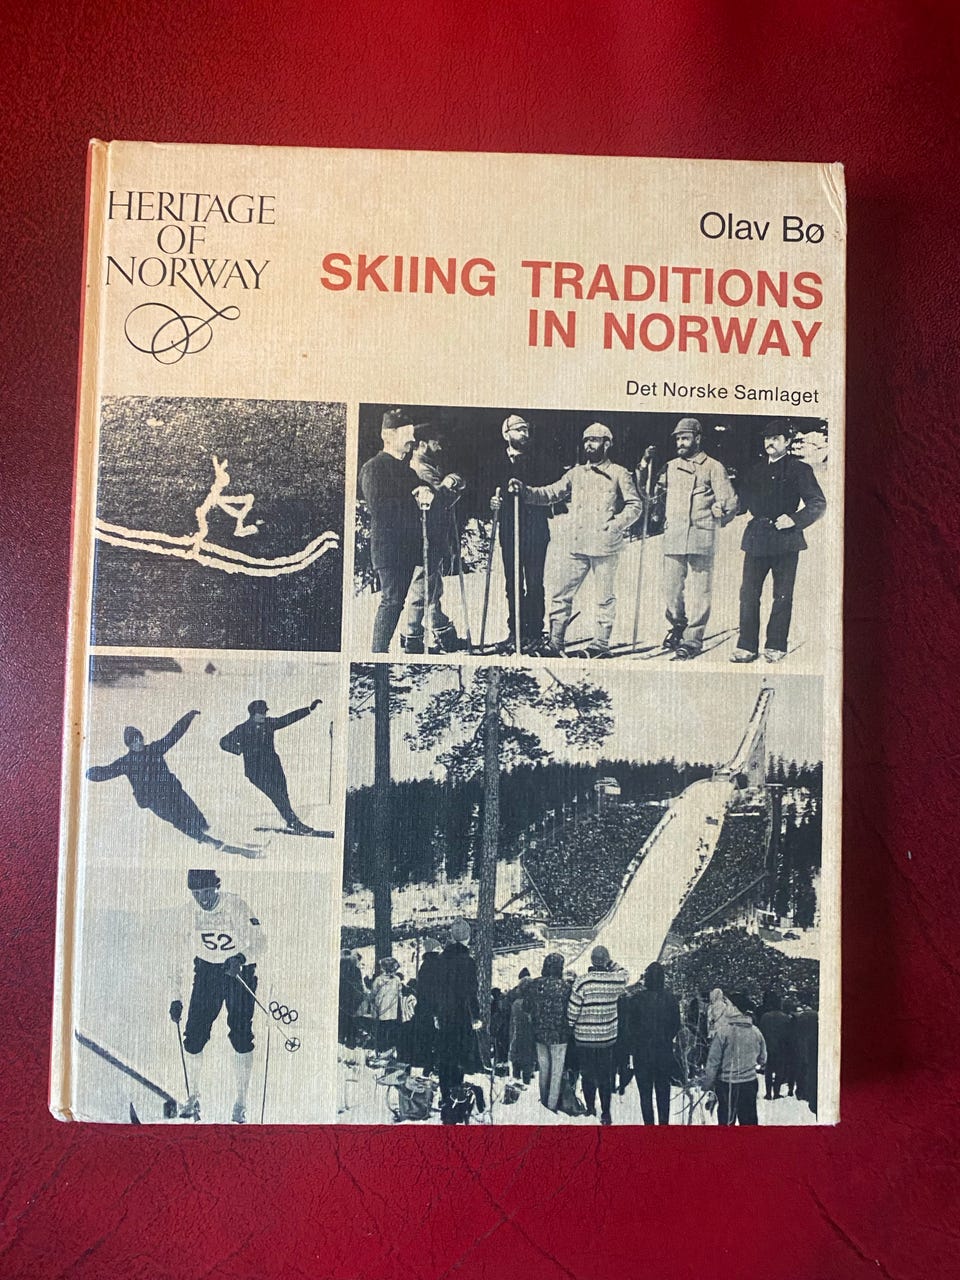 HERITAGE
OF
NORWAY
Olav Bø
SKIING TRADITIONS
IN NORWAY
Det Norske Samlaget
52